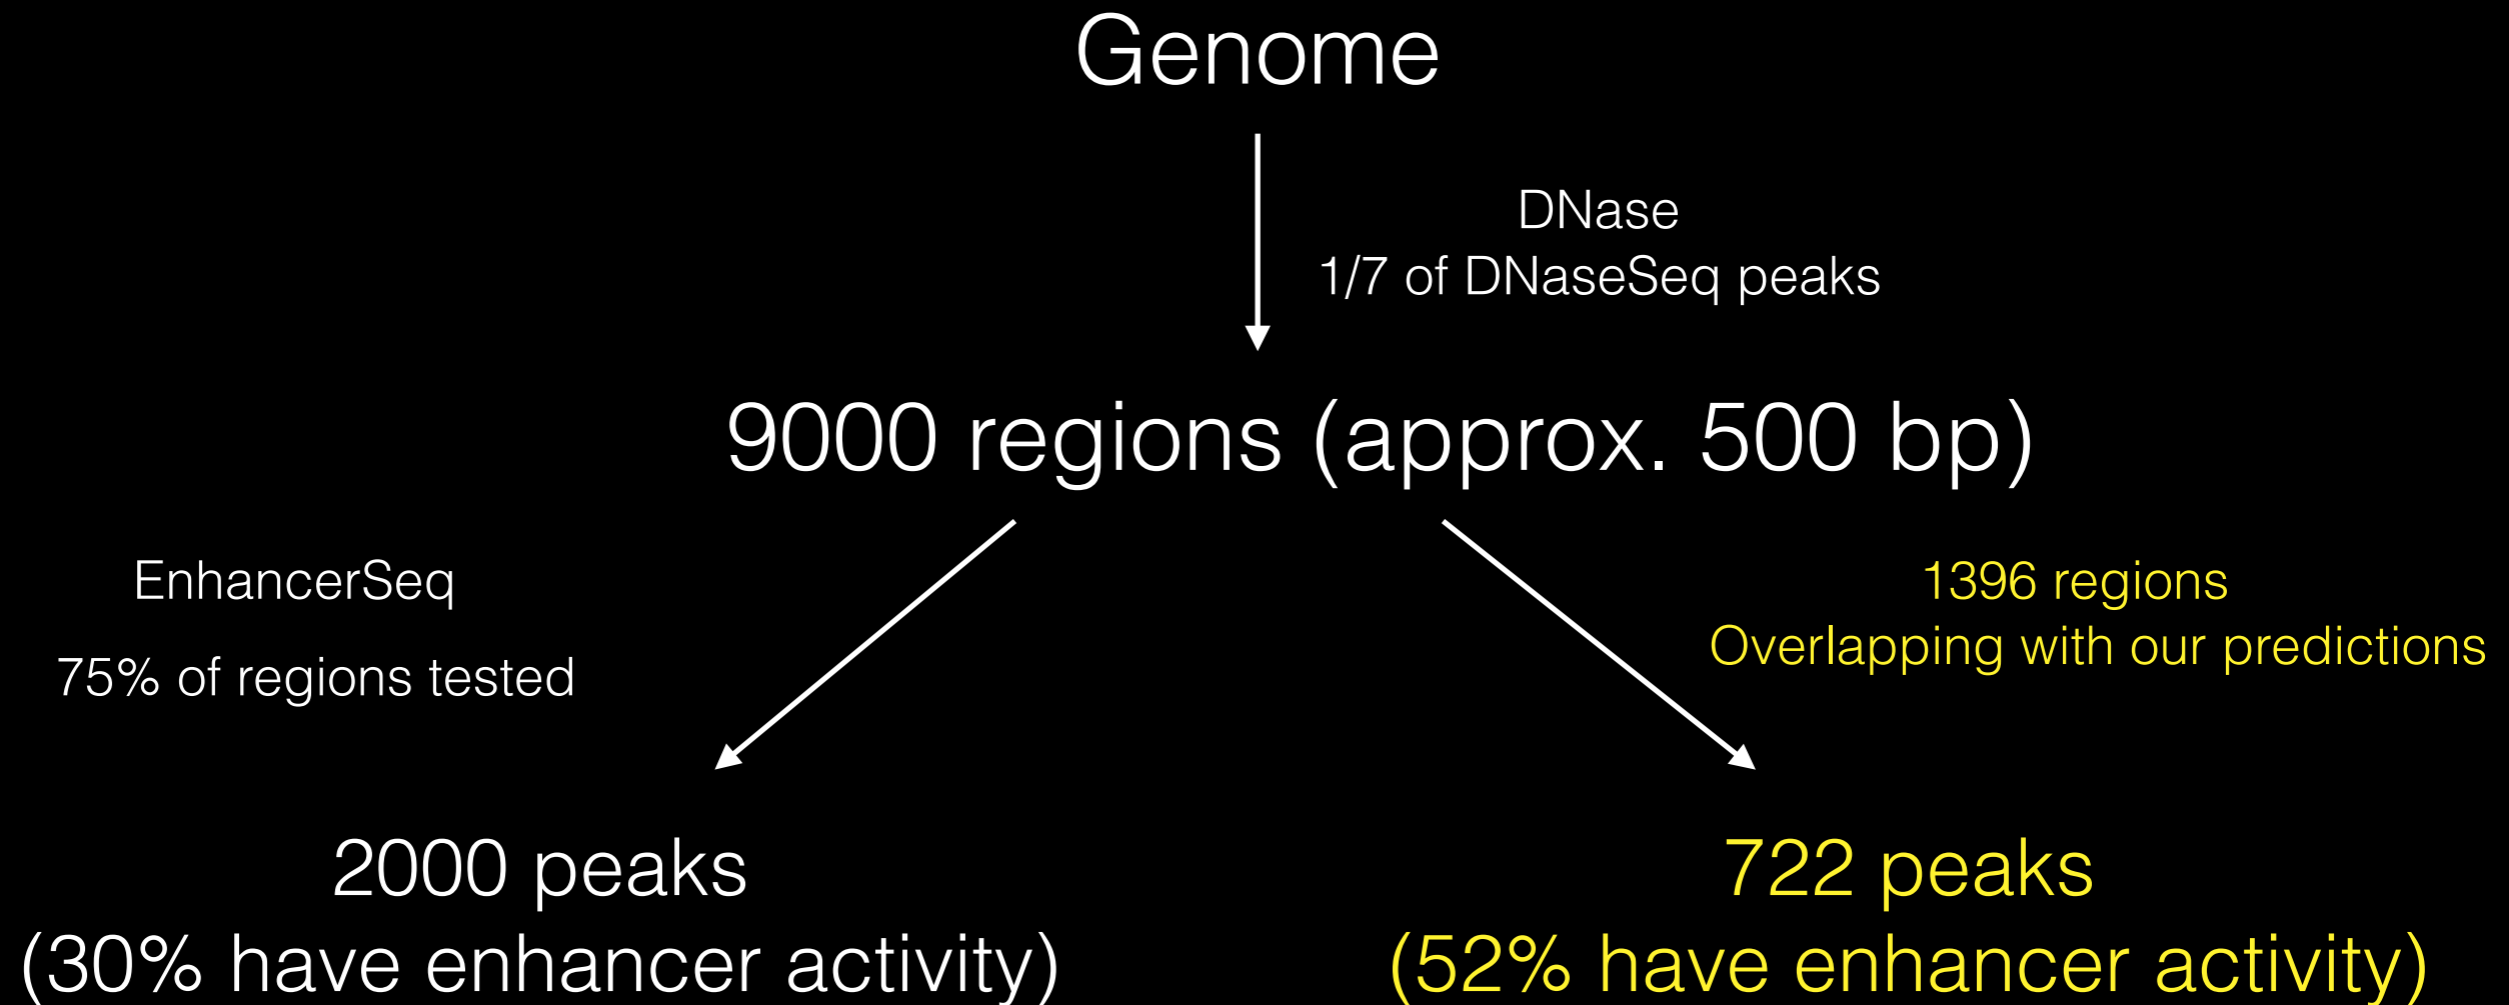 Genome
DNase
1/7 of DNaseSeq peaks
9000 regions (approx. 500 bp)
EnhancerSeq
75% of regions tested
1396 regions
Overlapping with our predictions
2000 peaks
(30% have enhancer activity)
722 peaks
(52% have enhancer activity)